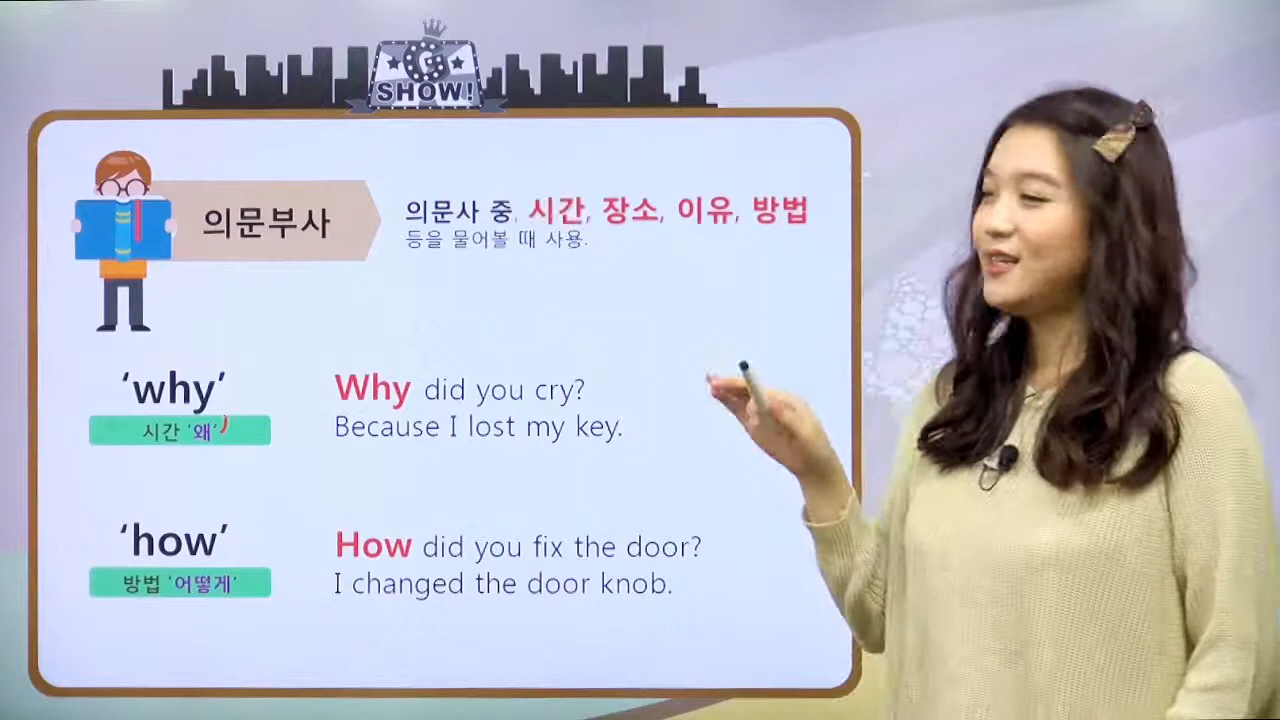 G
SHOW!
의문부사
의문사 중, 시간, 장소, 이유, 방법
등을 물어볼 때 사용.
‘why’
시간 ‘왜’
Why did you cry?
Because I lost my key.
‘how’
방법 ‘어떻게’
How did you fix the door?
I changed the door knob.